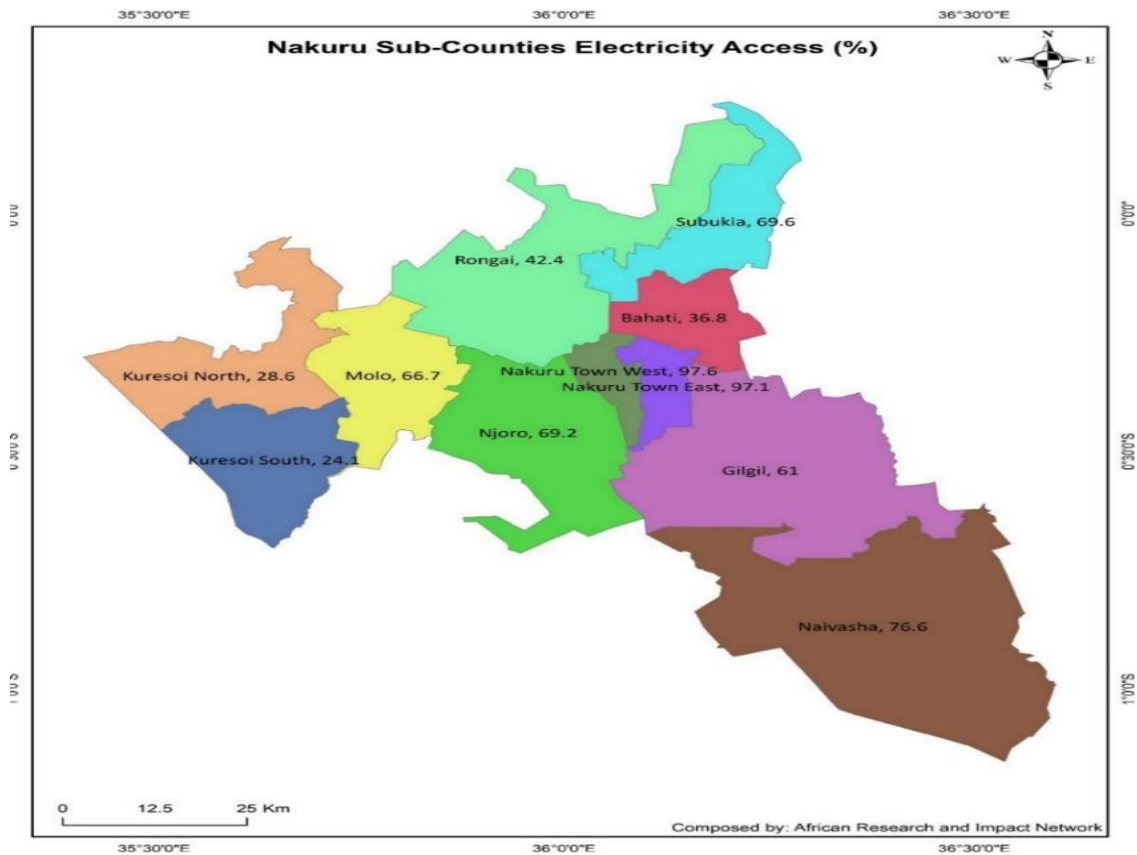 35°30'0"E 36°0'0"E 36°30'0"E
Nakuru Sub-Counties Electricity Access (%)
N
W E
S
Subukia, 69.6
0°0'0"
Rongai, 42.4
Bahati, 36.8
Nakuru Town West, 97.6
Kuresoi North, 28.6
Molo, 66.7
Nakuru Town East, 97.1
Njoro, 69.2
Kuresoi South, 24.1
Gilgil, 61
0°30'0"S
Naivasha, 76.6
1°0'0"S
0 12.5 25 Km
Composed by: African Research and Impact Network
35°30'0"E 36°0'0"E 36°30'0"E